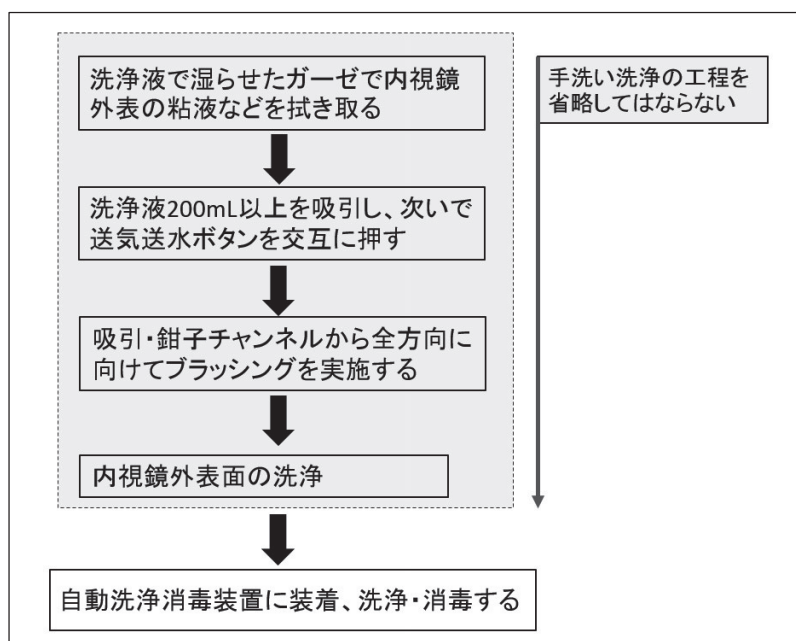 洗浄液で湿らせたガーゼで内視鏡
外表の粘液などを拭き取る
手洗い洗浄の工程を
省略してはならない
洗浄液200mL以上を吸引し、次いで
送気送水ボタンを交互に押す
吸引・鉗子チャンネルから全方向に
向けてブラッシングを実施する
内視鏡外表面の洗浄
自動洗浄消毒装置に装着、洗浄・消毒する